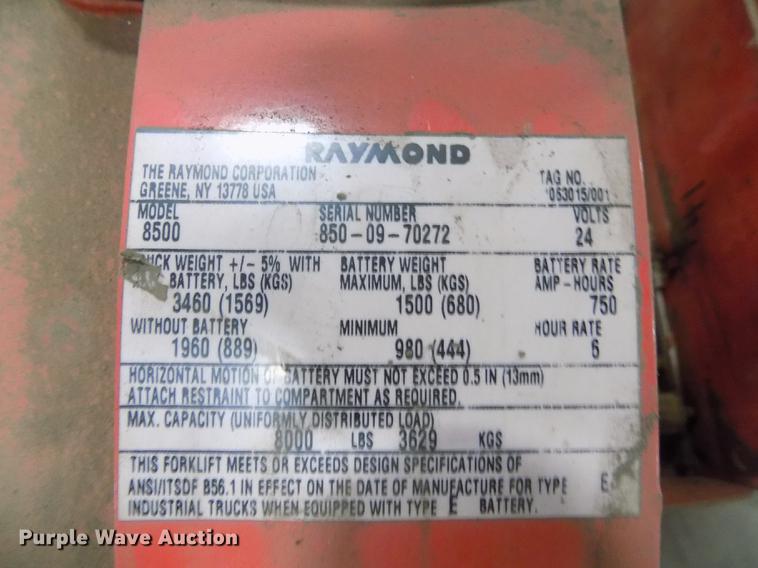 RAYMOND
THE RAYMOND CORPORATION
GREENE, NY 13778 USA
TAG NO.
053015/001
MODEL SERIAL NUMBER VOLTS
8500 850-09-70272 24
WEIGHT +/- 5% WITH BATTERY WEIGHT BATTERY RATE
BATTERY, LBS (KGS) MAXIMUM, LBS (KGS) AMP-HOURS
3460 (1569) 1500 (680) 750
WITHOUT BATTERY MINIMUM HOUR RATE
1960 (889) 980 (444) 6
HORIZONTAL MOTION OF BATTERY MUST NOT EXCEED 0.5 IN (13mm)
ATTACH RESTRAINT TO COMPARTMENT AS REQUIRED.
MAX. CAPACITY (UNIFORMLY DISTRIBUTED LOAD)
8000 LBS 3629 KGS
THIS FORKLIFT MEETS OR EXCEEDS DESIGN SPECIFICATIONS OF
ANSI/ITSDF B56.1 IN EFFECT ON THE DATE OF MANUFACTURE FOR TYPE E
INDUSTRIAL TRUCKS WHEN EQUIPPED WITH TYPE E BATTERY.
Purple Wave Auction